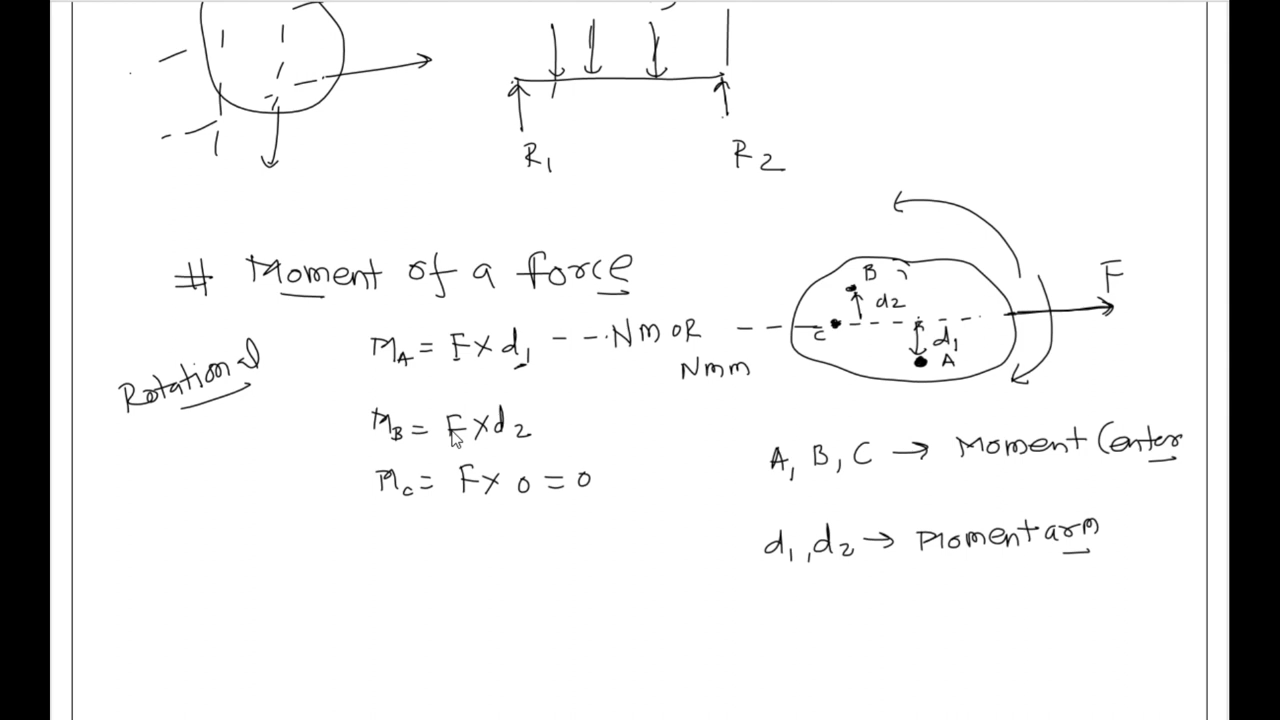 R1
R2
# Moment of a force
F
B
d2
C
d1
A
MA = F × d1 ---- Nm OR
Nmm
Rotational
MB = F × d2
MC = F × 0 = 0
A, B, C → Moment Center
d1, d2 → Moment arm